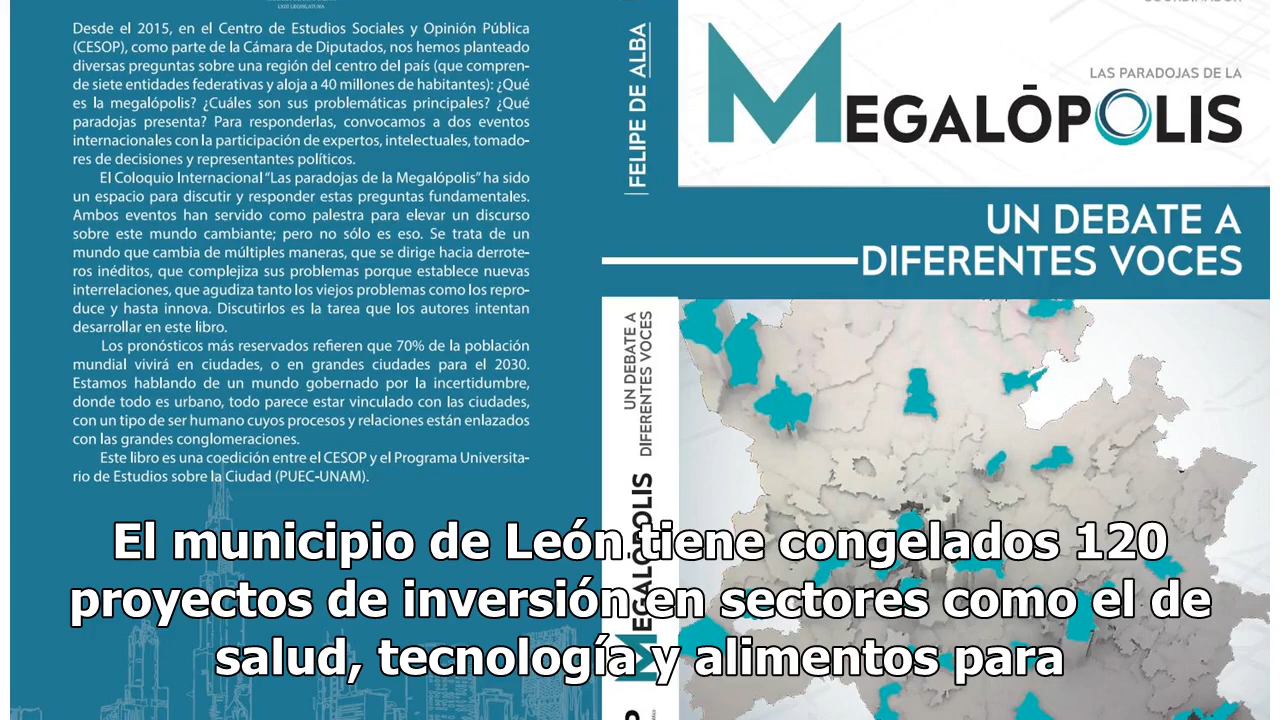 LXIII LEGISLATURA
Desde el 2015, en el Centro de Estudios Sociales y Opinión Pública
(CESOP), como parte de la Cámara de Diputados, nos hemos planteado
diversas preguntas sobre una región del centro del país (que compren-
de siete entidades federativas y aloja a 40 millones de habitantes): ¿Qué
es la megalópolis? ¿Cuáles son sus problemáticas principales? ¿Qué
paradojas presenta? Para responderlas, convocamos a dos eventos
internacionales con la participación de expertos, intelectuales, tomado-
res de decisiones y representantes políticos.
El Coloquio Internacional "Las paradojas de la Megalópolis" ha sido
un espacio para discutir y responder estas preguntas fundamentales.
Ambos eventos han servido como palestra para elevar un discurso
sobre este mundo cambiante; pero no sólo es eso. Se trata de un
mundo que cambia de múltiples maneras, que se dirige hacia derrote-
ros inéditos, que complejiza sus problemas porque establece nuevas
interrelaciones, que agudiza tanto los viejos problemas como los repro-
duce y hasta innova. Discutirlos es la tarea que los autores intentan
desarrollar en este libro.
Los pronósticos más reservados refieren que 70% de la población
mundial vivirá en ciudades, o en grandes ciudades para el 2030.
Estamos hablando de un mundo gobernado por la incertidumbre,
donde todo es urbano, todo parece estar vinculado con las ciudades,
con un tipo de ser humano cuyos procesos y relaciones están enlazados
con las grandes conglomeraciones.
Este libro es una coedición entre el CESOP y el Programa Universita-
rio de Estudios sobre la Ciudad (PUEC-UNAM).
FELIPE DE ALBA
UN DEBATE A
DIFERENTES VOCES
MEGALÓPOLIS
COORDINADOR
LAS PARADOJAS DE LA
MEGALŌPOLIS
UN DEBATE A
DIFERENTES VOCES
El municipio de León tiene congelados 120
proyectos de inversión en sectores como el de
salud, tecnología y alimentos para